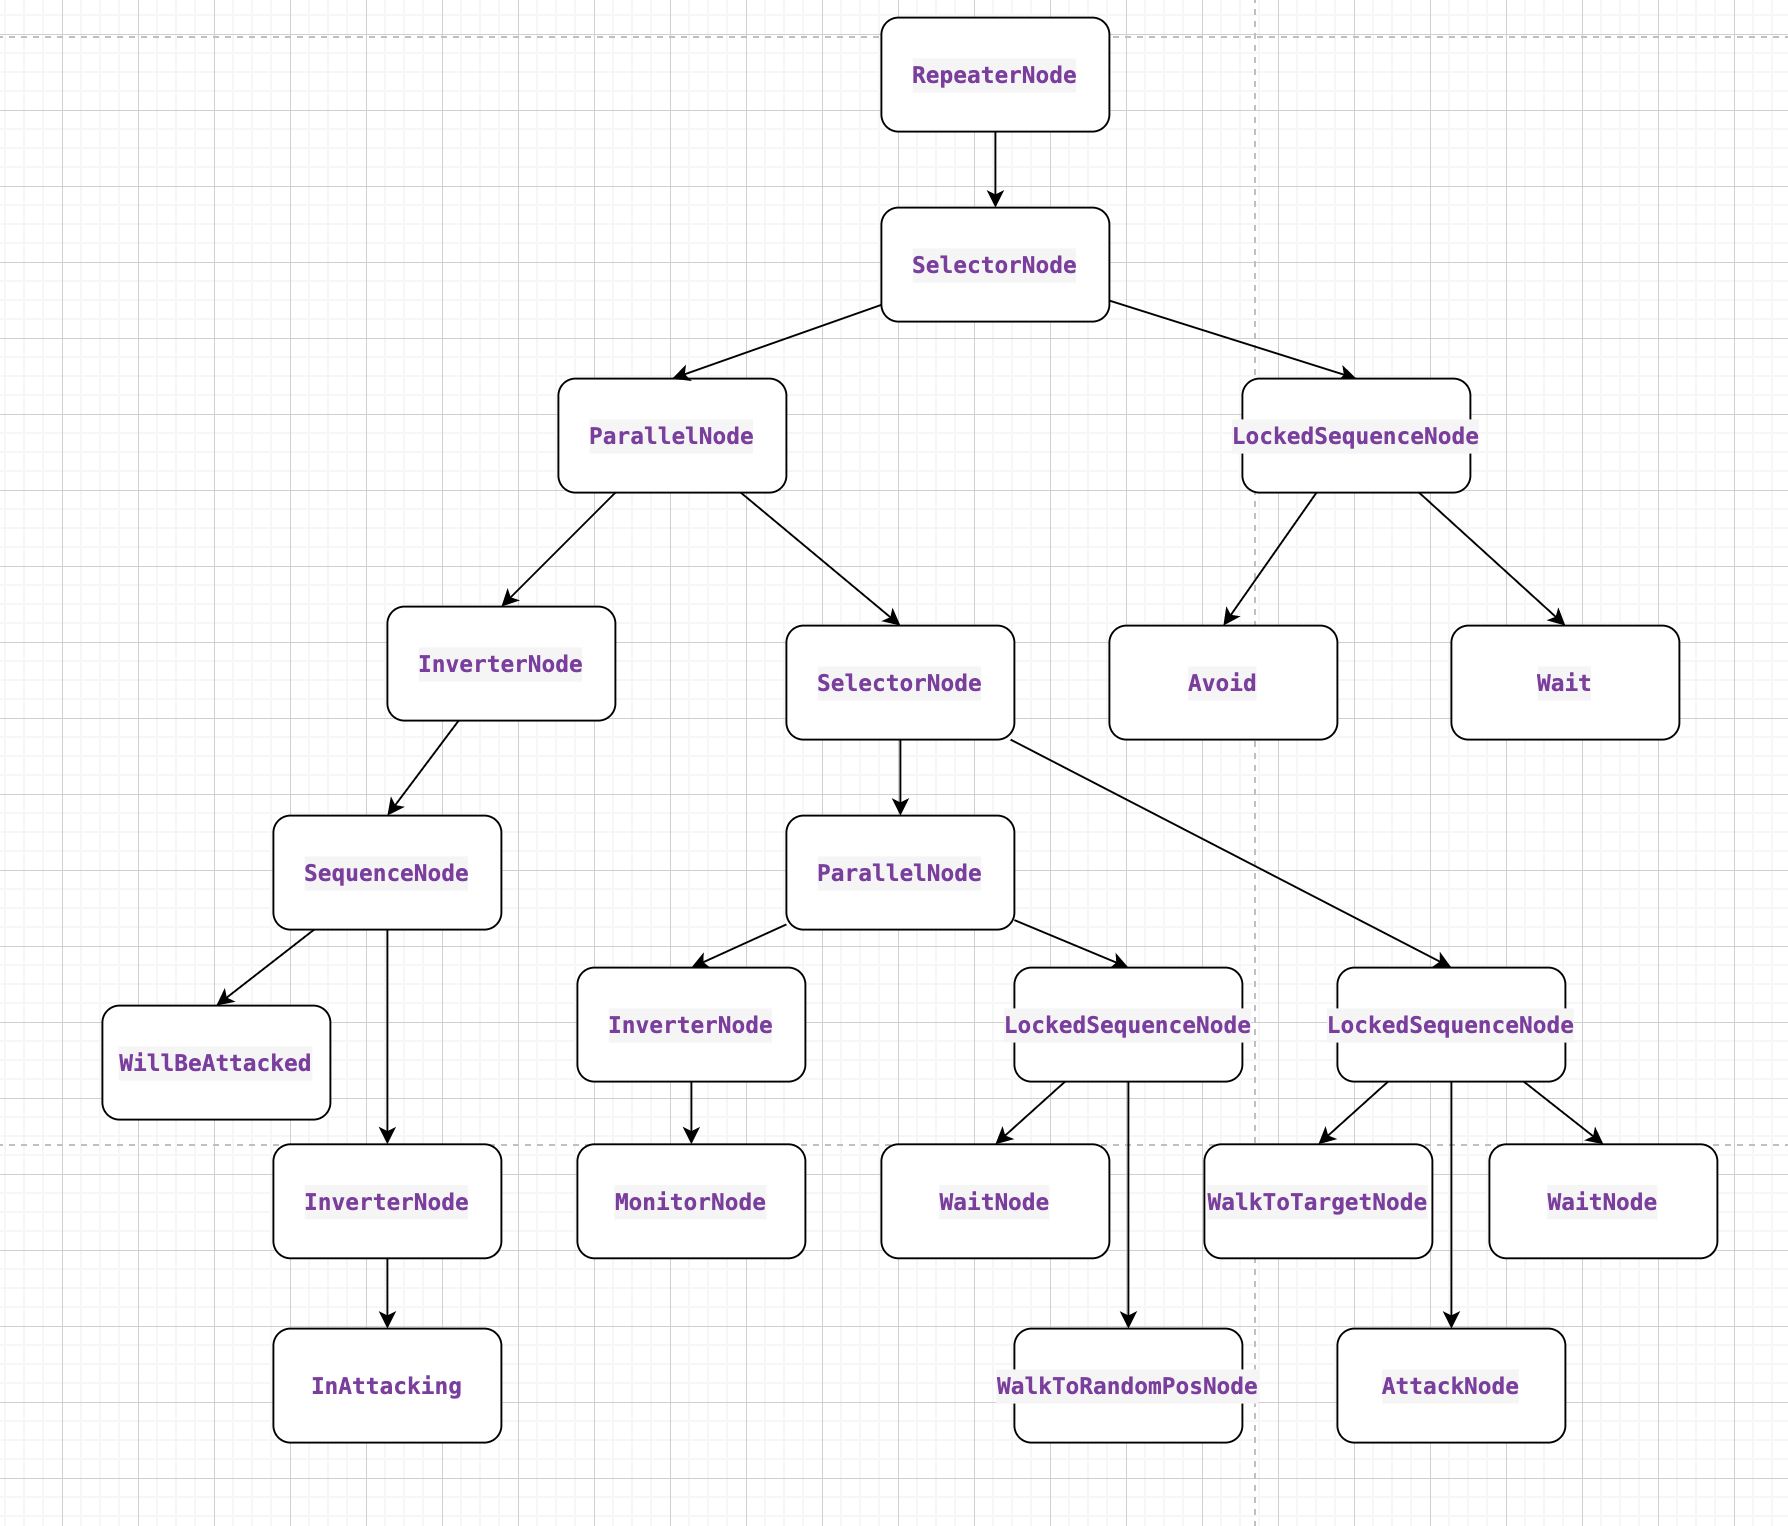 RepeaterNode
SelectorNode
ParallelNode
LockedSequenceNode
InverterNode
SelectorNode
Avoid
Wait
SequenceNode
ParallelNode
InverterNode
LockedSequenceNode
LockedSequenceNode
WillBeAttacked
InverterNode
MonitorNode
WaitNode
WalkToTargetNode
WaitNode
InAttacking
WalkToRandomPosNode
AttackNode